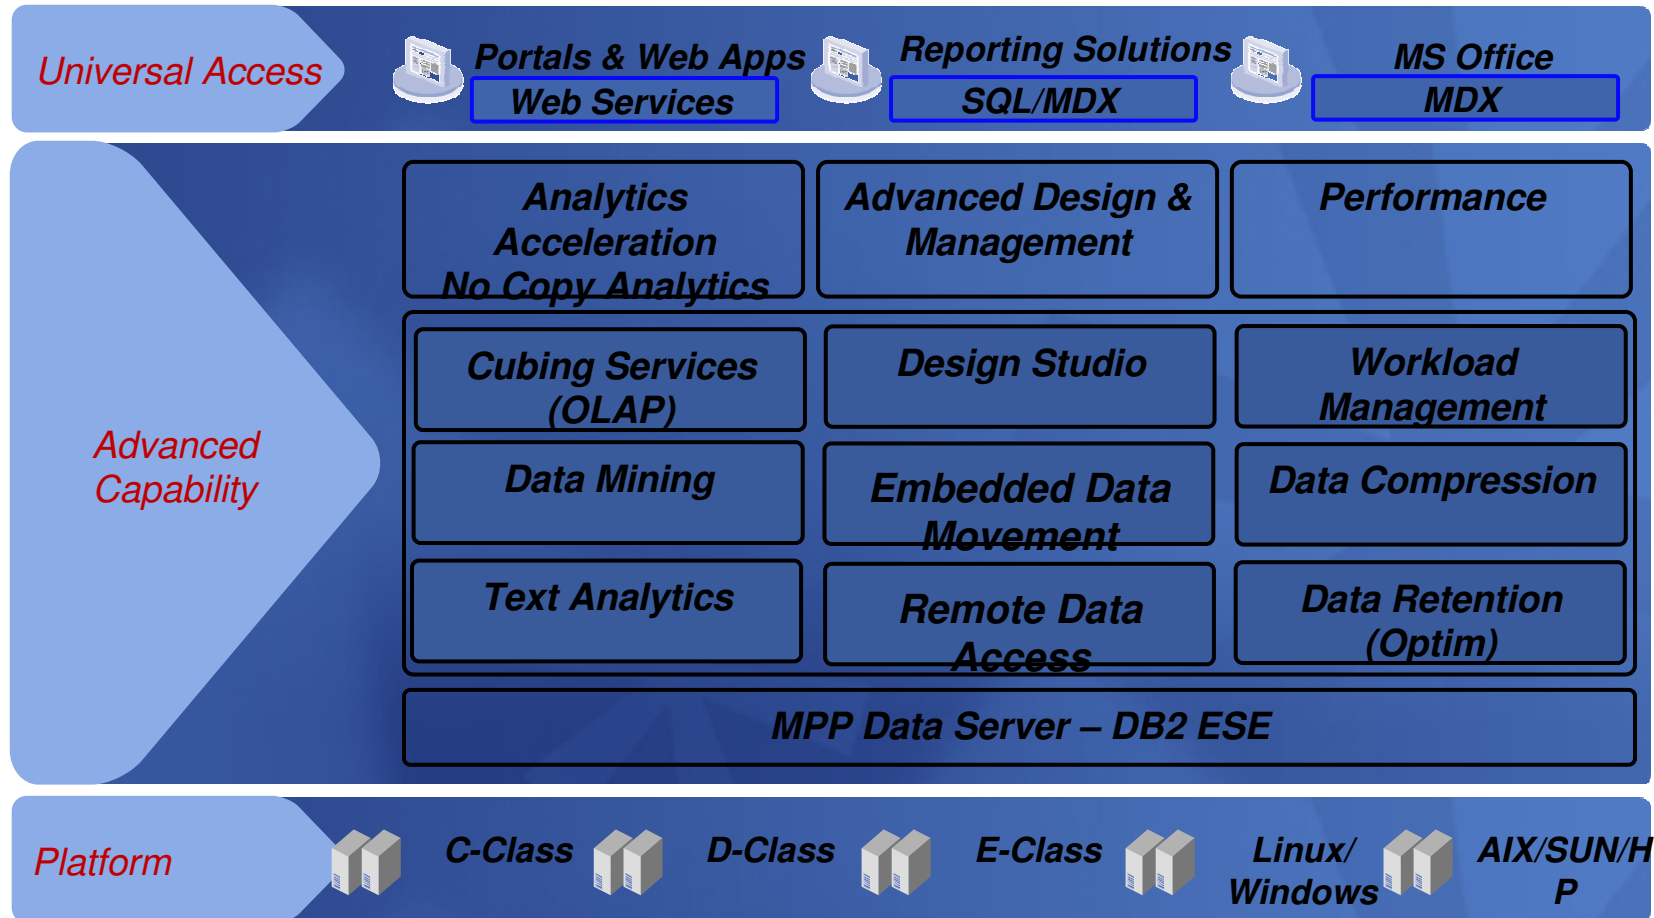 Universal Access
Portals & Web Apps
Web Services
Reporting Solutions
SQL/MDX
MS Office
MDX
Advanced
Capability
Analytics
Acceleration
No Copy Analytics
Advanced Design &
Management
Performance
Cubing Services
(OLAP)
Design Studio
Workload
Management
Data Mining
Embedded Data
Movement
Data Compression
Text Analytics
Remote Data
Access
Data Retention
(Optim)
MPP Data Server – DB2 ESE
Platform
C-Class
D-Class
E-Class
Linux/
Windows
AIX/SUN/H
P